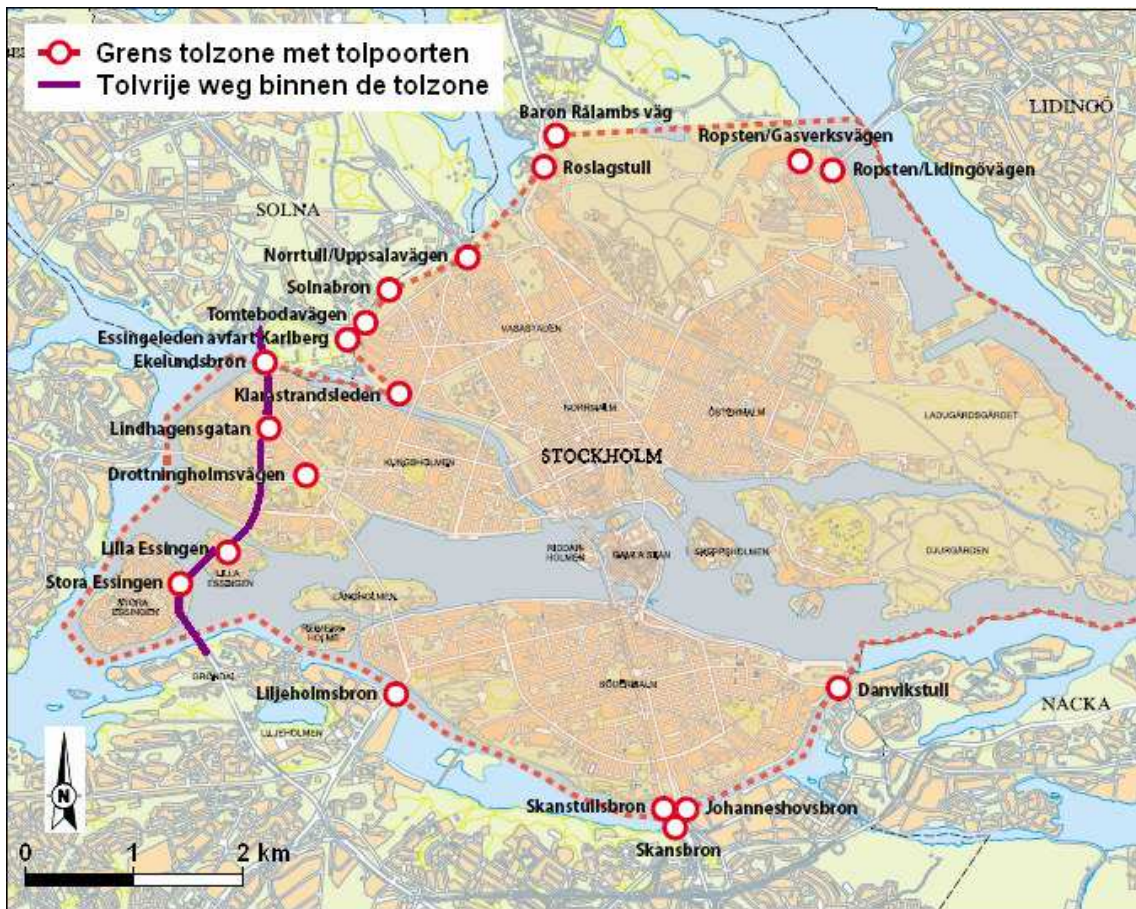 Grens tolzone met tolpoorten
Tolvrije weg binnen de tolzone
LIDINGÖ
Baron Rålambs väg
Ropsten/Gasverksvägen
Roslagstull
Ropsten/Lidingövägen
SOLNA
Norrtull/Uppsalavägen
Solnabron
Tomtebodavägen
VASASTADEN
Essingeleden avfart Karlberg
Ekelundsbron
Klarastrandsleden
NORRMALM
ÖSTERMALM
LADUGÅRDSGÄRDET
Lindhagensgatan
STOCKHOLM
KUNGSHOLMEN
Drottningholmsvägen
Lilla Essingen
RIDDAR-
HOLMEN
GAMLA STAN
SKEPPSHOLMEN
DJURGÅRDEN
LILLA
ESSINGEN
Stora Essingen
STORA
ESSINGEN
LÅNGHOLMEN
REIMERS-
HOLME
GRÖNDAL
SÖDERMALM
Liljeholmsbron
Danvikstull
NACKA
LILJEHOLMEN
N
Skanstullsbron
Johanneshovsbron
Skansbron
0 1 2 km